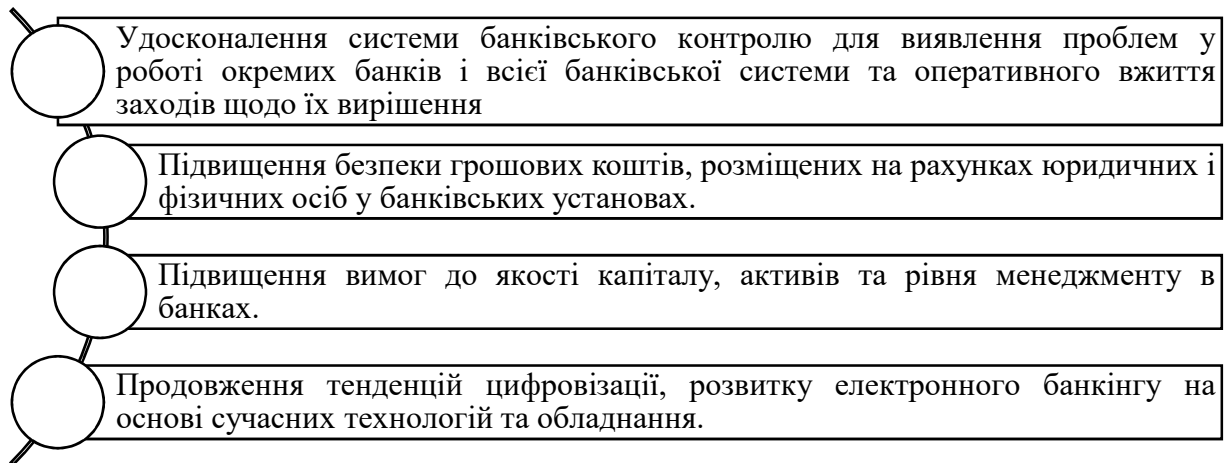 Удосконалення системи банківського контролю для виявлення проблем у
роботі окремих банків і всієї банківської системи та оперативного вжиття
заходів щодо їх вирішення
Підвищення безпеки грошових коштів, розміщених на рахунках юридичних і
фізичних осіб у банківських установах.
Підвищення вимог до якості капіталу, активів та рівня менеджменту в
банках.
Продовження тенденцій цифровізації, розвитку електронного банкінгу на
основі сучасних технологій та обладнання.